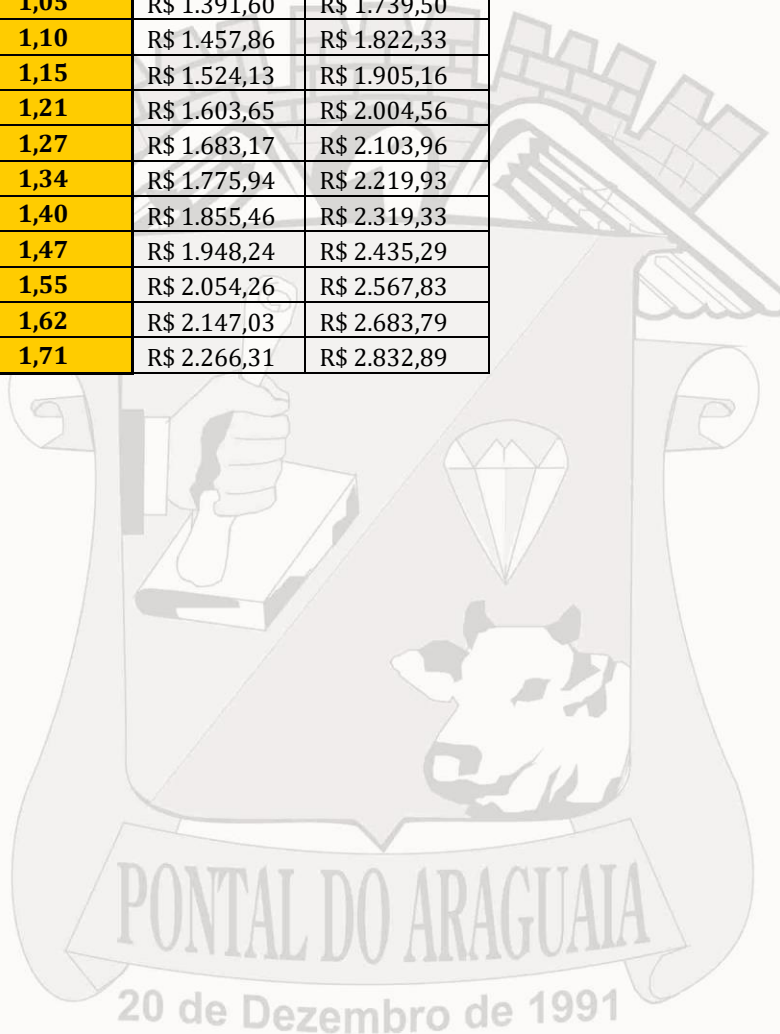 1,05 R$ 1.391,60 R$ 1.739,50
1,10 R$ 1.457,86 R$ 1.822,33
1,15 R$ 1.524,13 R$ 1.905,16
1,21 R$ 1.603,65 R$ 2.004,56
1,27 R$ 1.683,17 R$ 2.103,96
1,34 R$ 1.775,94 R$ 2.219,93
1,40 R$ 1.855,46 R$ 2.319,33
1,47 R$ 1.948,24 R$ 2.435,29
1,55 R$ 2.054,26 R$ 2.567,83
1,62 R$ 2.147,03 R$ 2.683,79
1,71 R$ 2.266,31 R$ 2.832,89
PONTAL DO ARAGUAIA
20 de Dezembro de 1991